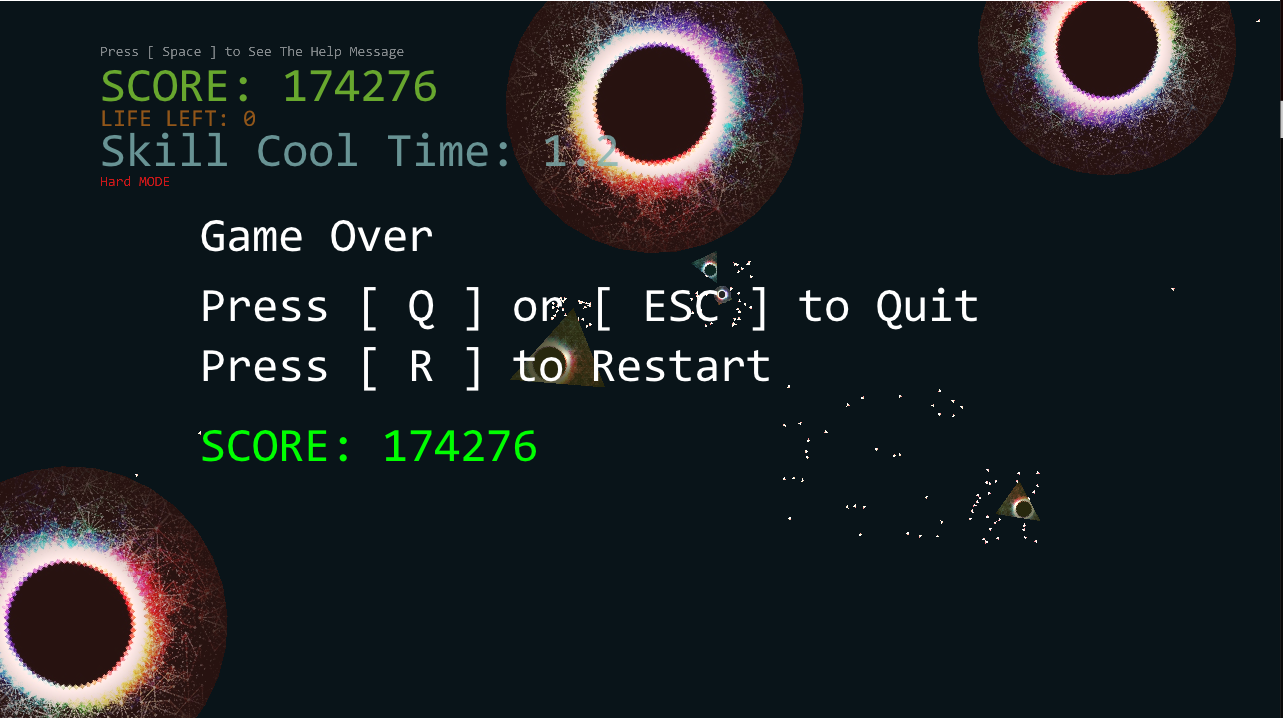 Press [ Space ] to See The Help Message
SCORE: 174276
LIFE LEFT: 0
Skill Cool Time: 1.2
Hard MODE
Game Over
Press [ Q ] or [ ESC ] to Quit
Press [ R ] to Restart
SCORE: 174276